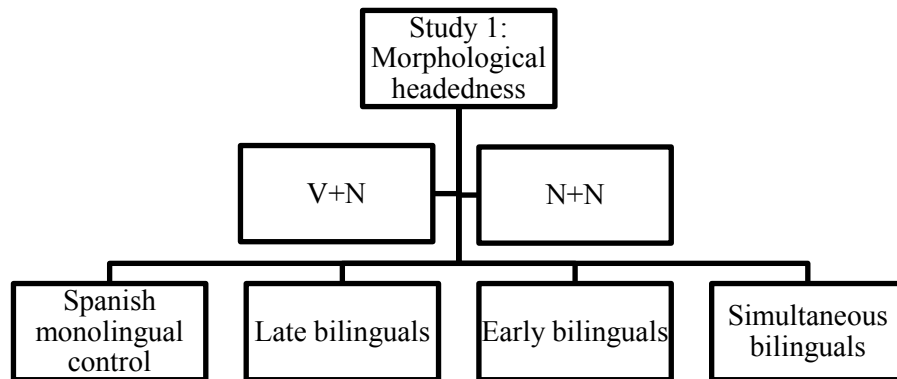 Study 1:
Morphological
headedness
V+N
N+N
Spanish
monolingual
control
Late bilinguals
Early bilinguals
Simultaneous
bilinguals